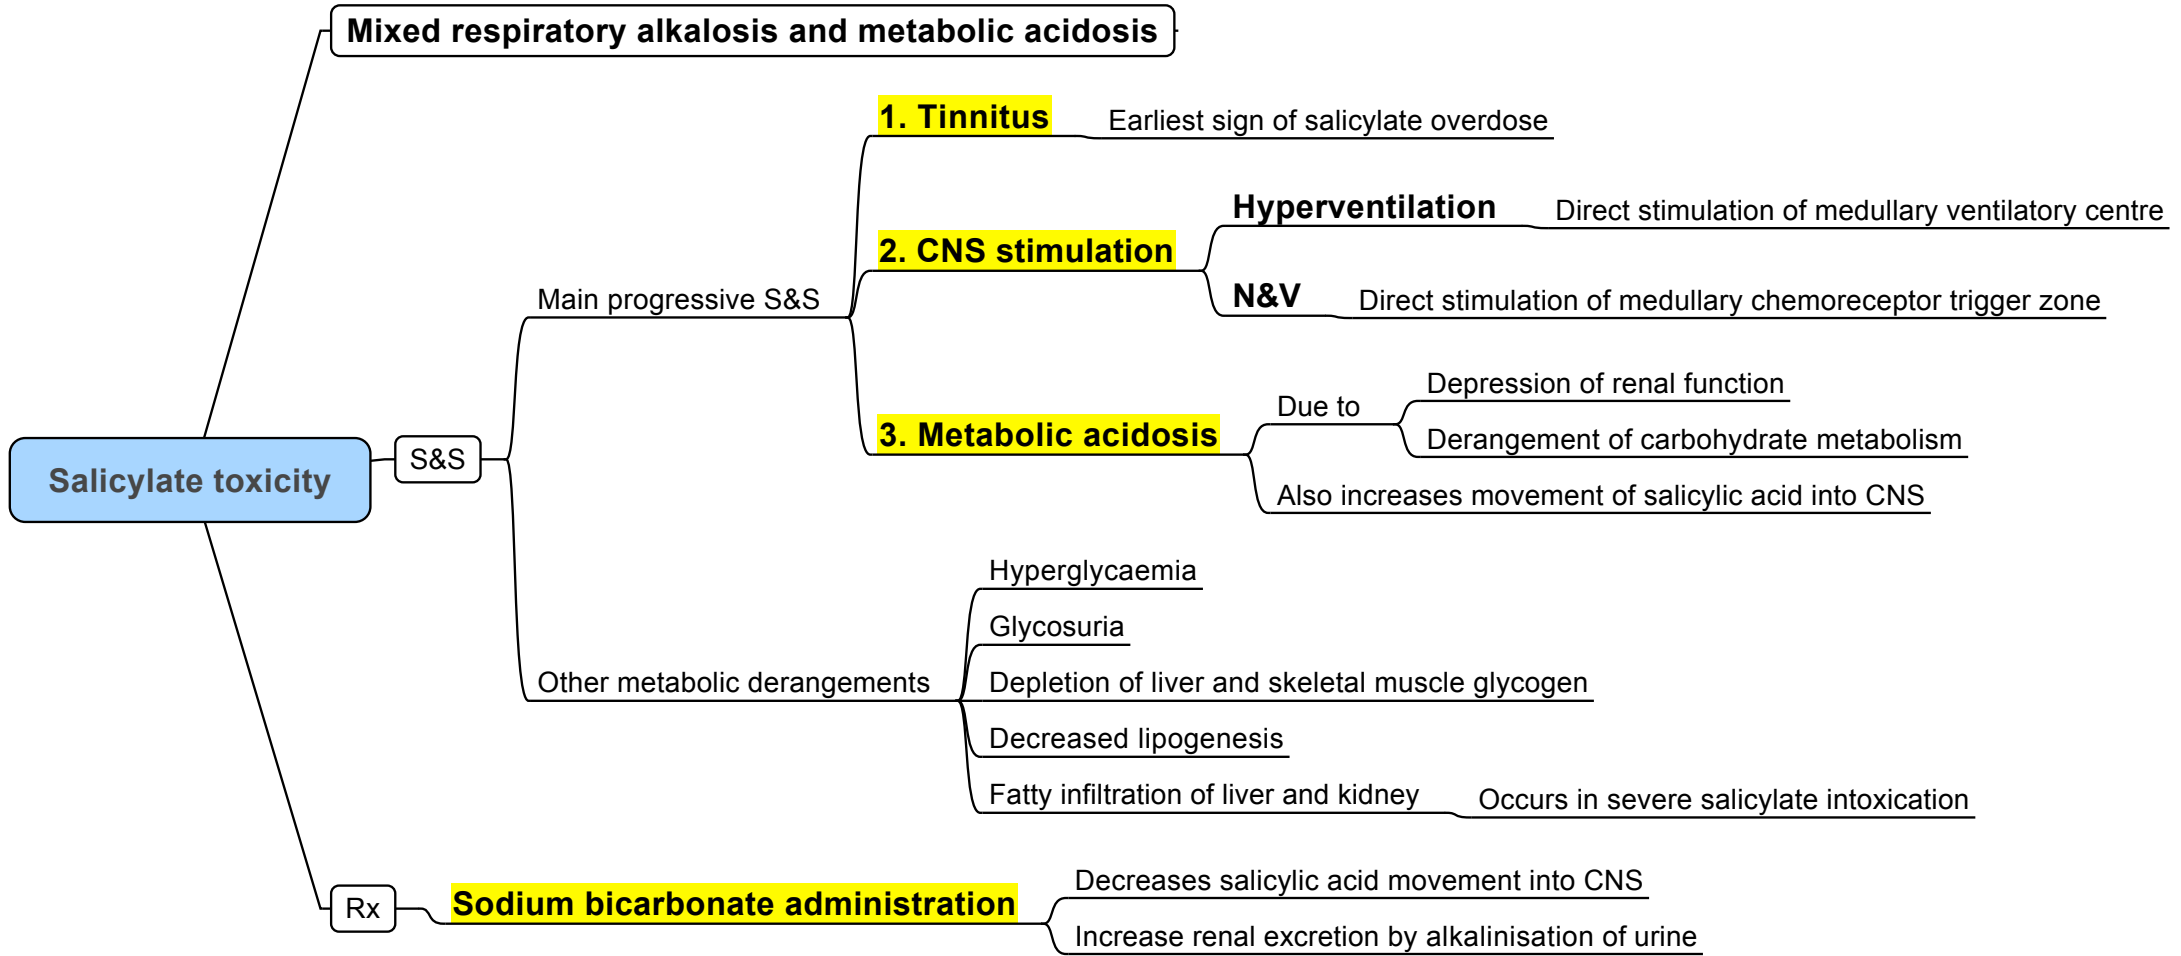 Mixed respiratory alkalosis and metabolic acidosis
1. Tinnitus
Earliest sign of salicylate overdose
Hyperventilation
Direct stimulation of medullary ventilatory centre
2. CNS stimulation
N&V
Direct stimulation of medullary chemoreceptor trigger zone
Main progressive S&S
Depression of renal function
Due to
Derangement of carbohydrate metabolism
3. Metabolic acidosis
Also increases movement of salicylic acid into CNS
S&S
Salicylate toxicity
Hyperglycaemia
Glycosuria
Other metabolic derangements
Depletion of liver and skeletal muscle glycogen
Decreased lipogenesis
Fatty infiltration of liver and kidney
Occurs in severe salicylate intoxication
Rx
Sodium bicarbonate administration
Decreases salicylic acid movement into CNS
Increase renal excretion by alkalinisation of urine